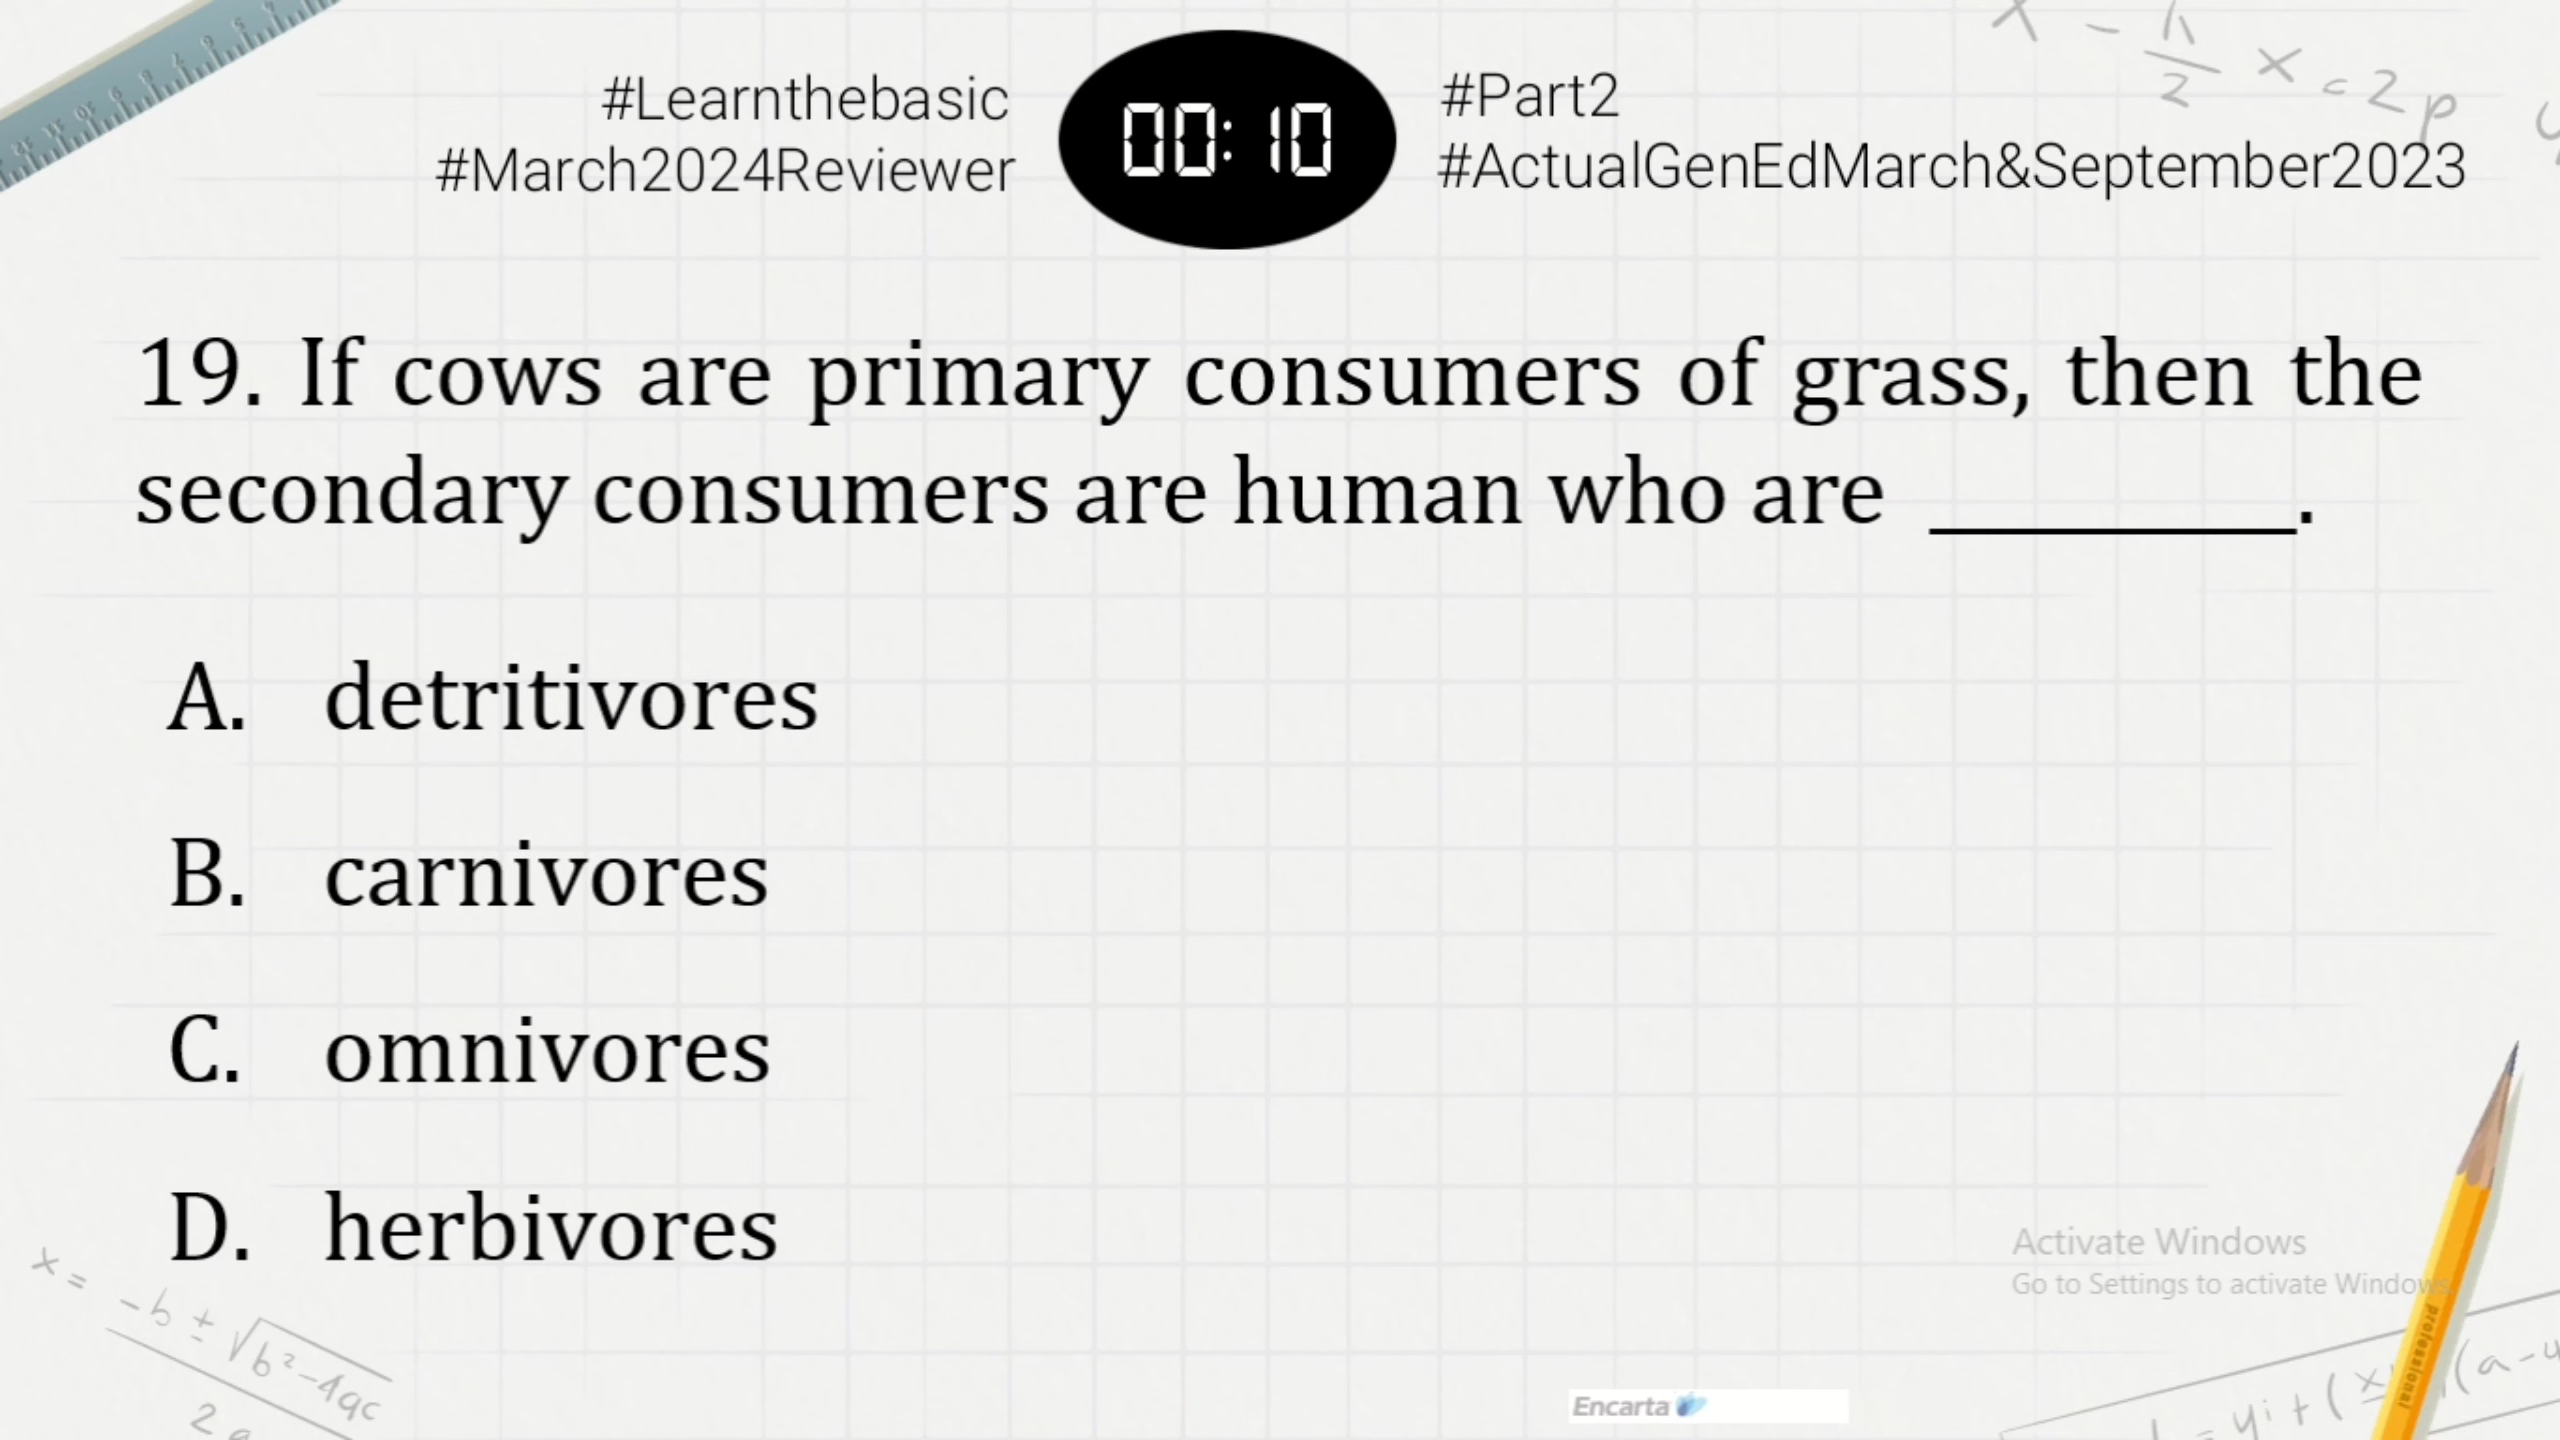 #Learnthebasic
#March2024Reviewer
00:10
#Part2
#ActualGenEdMarch&September2023
19. If cows are primary consumers of grass, then the
secondary consumers are human who are ________.
A. detritivores
B. carnivores
C. omnivores
D. herbivores
Activate Windows
Go to Settings to activate Windows.
professional
Encarta